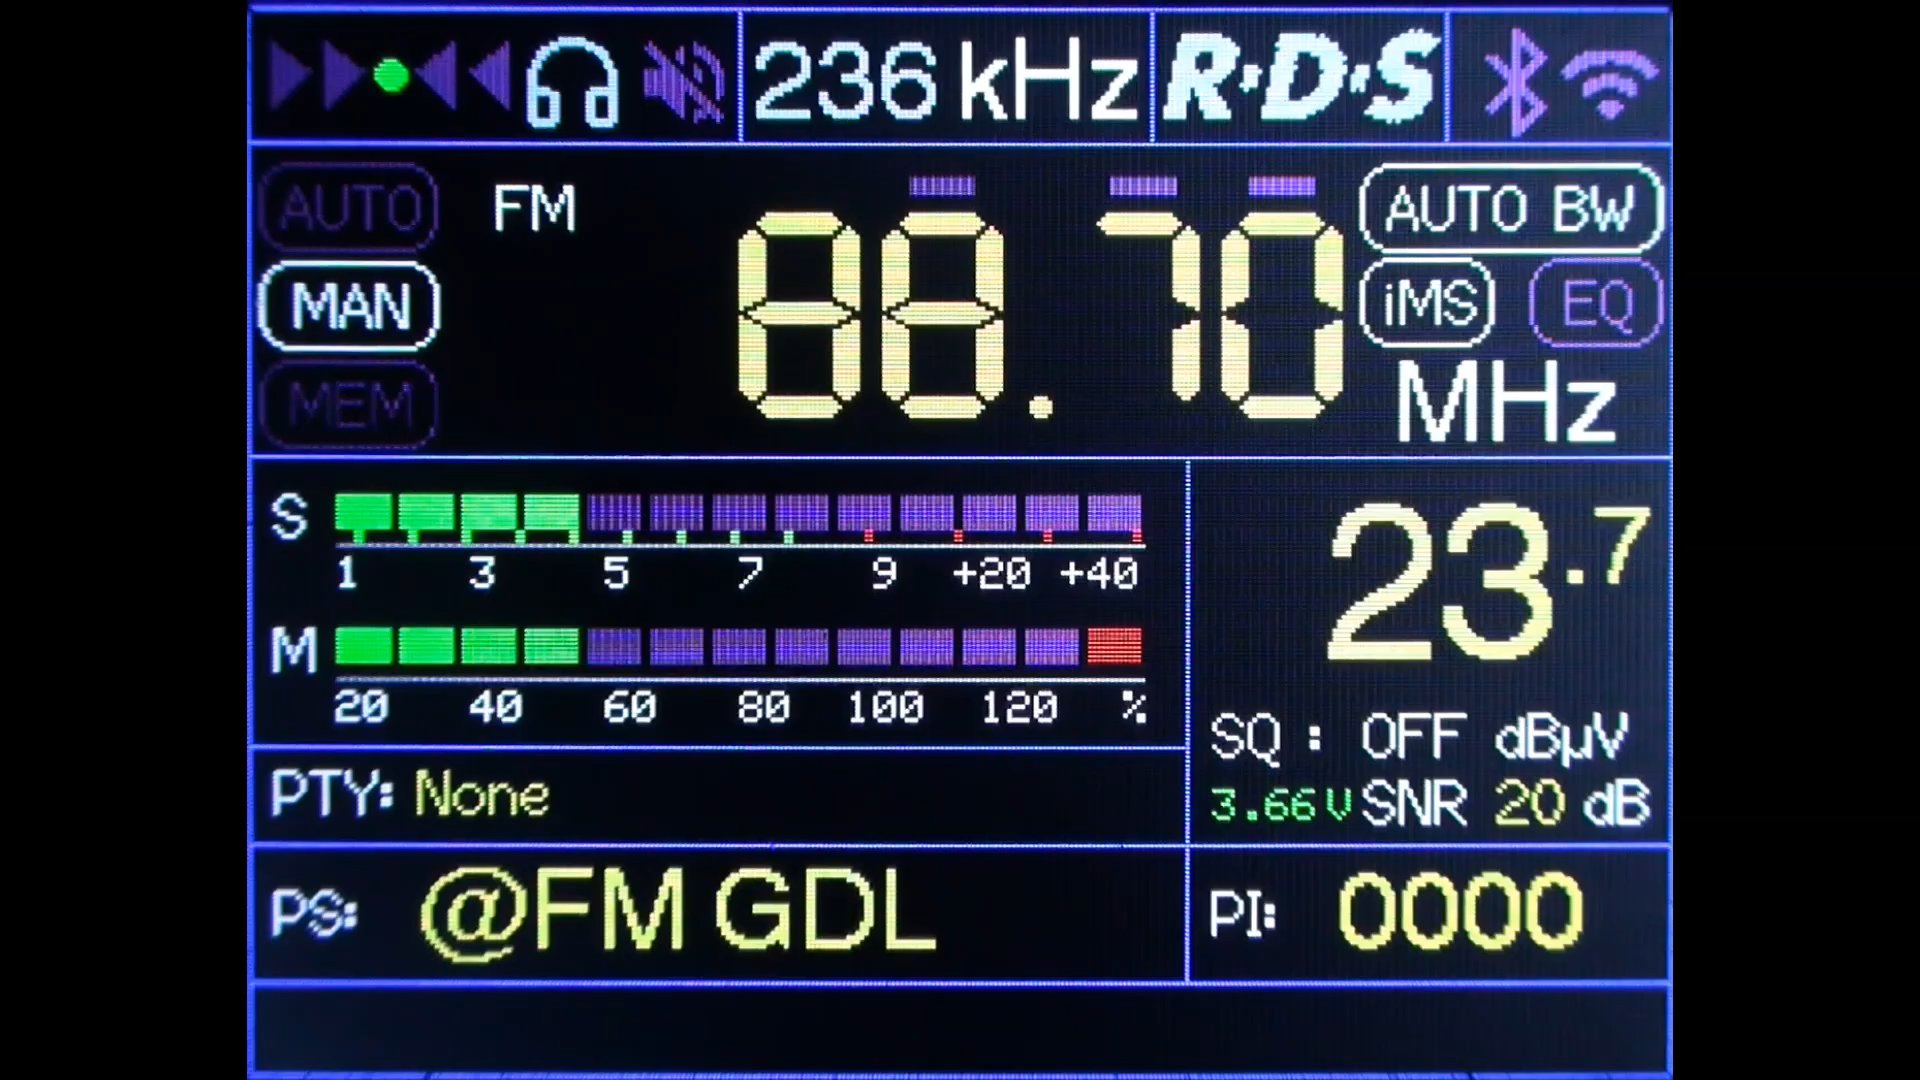 236 kHz R·D·S
AUTO FM 88.70 AUTO BW
MAN iMS EQ
MEM MHz
S 23.7
1 3 5 7 9 +20 +40
M
20 40 60 80 100 120 %
SQ : OFF dBµV
PTY: None 3.66V SNR 20 dB
PS: @FM GDL PI: 0000